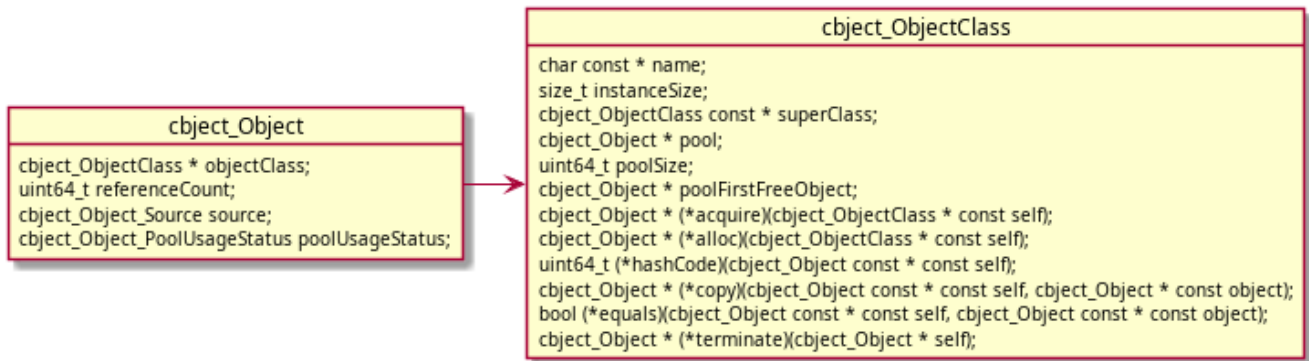 cbject_Object
cbject_ObjectClass * objectClass;
uint64_t referenceCount;
cbject_Object_Source source;
cbject_Object_PoolUsageStatus poolUsageStatus;
cbject_ObjectClass
char const * name;
size_t instanceSize;
cbject_ObjectClass const * superClass;
cbject_Object * pool;
uint64_t poolSize;
cbject_Object * poolFirstFreeObject;
cbject_Object * (*acquire)(cbject_ObjectClass * const self);
cbject_Object * (*alloc)(cbject_ObjectClass * const self);
uint64_t (*hashCode)(cbject_Object const * const self);
cbject_Object * (*copy)(cbject_Object const * const self, cbject_Object * const object);
bool (*equals)(cbject_Object const * const self, cbject_Object const * const object);
cbject_Object * (*terminate)(cbject_Object * self);